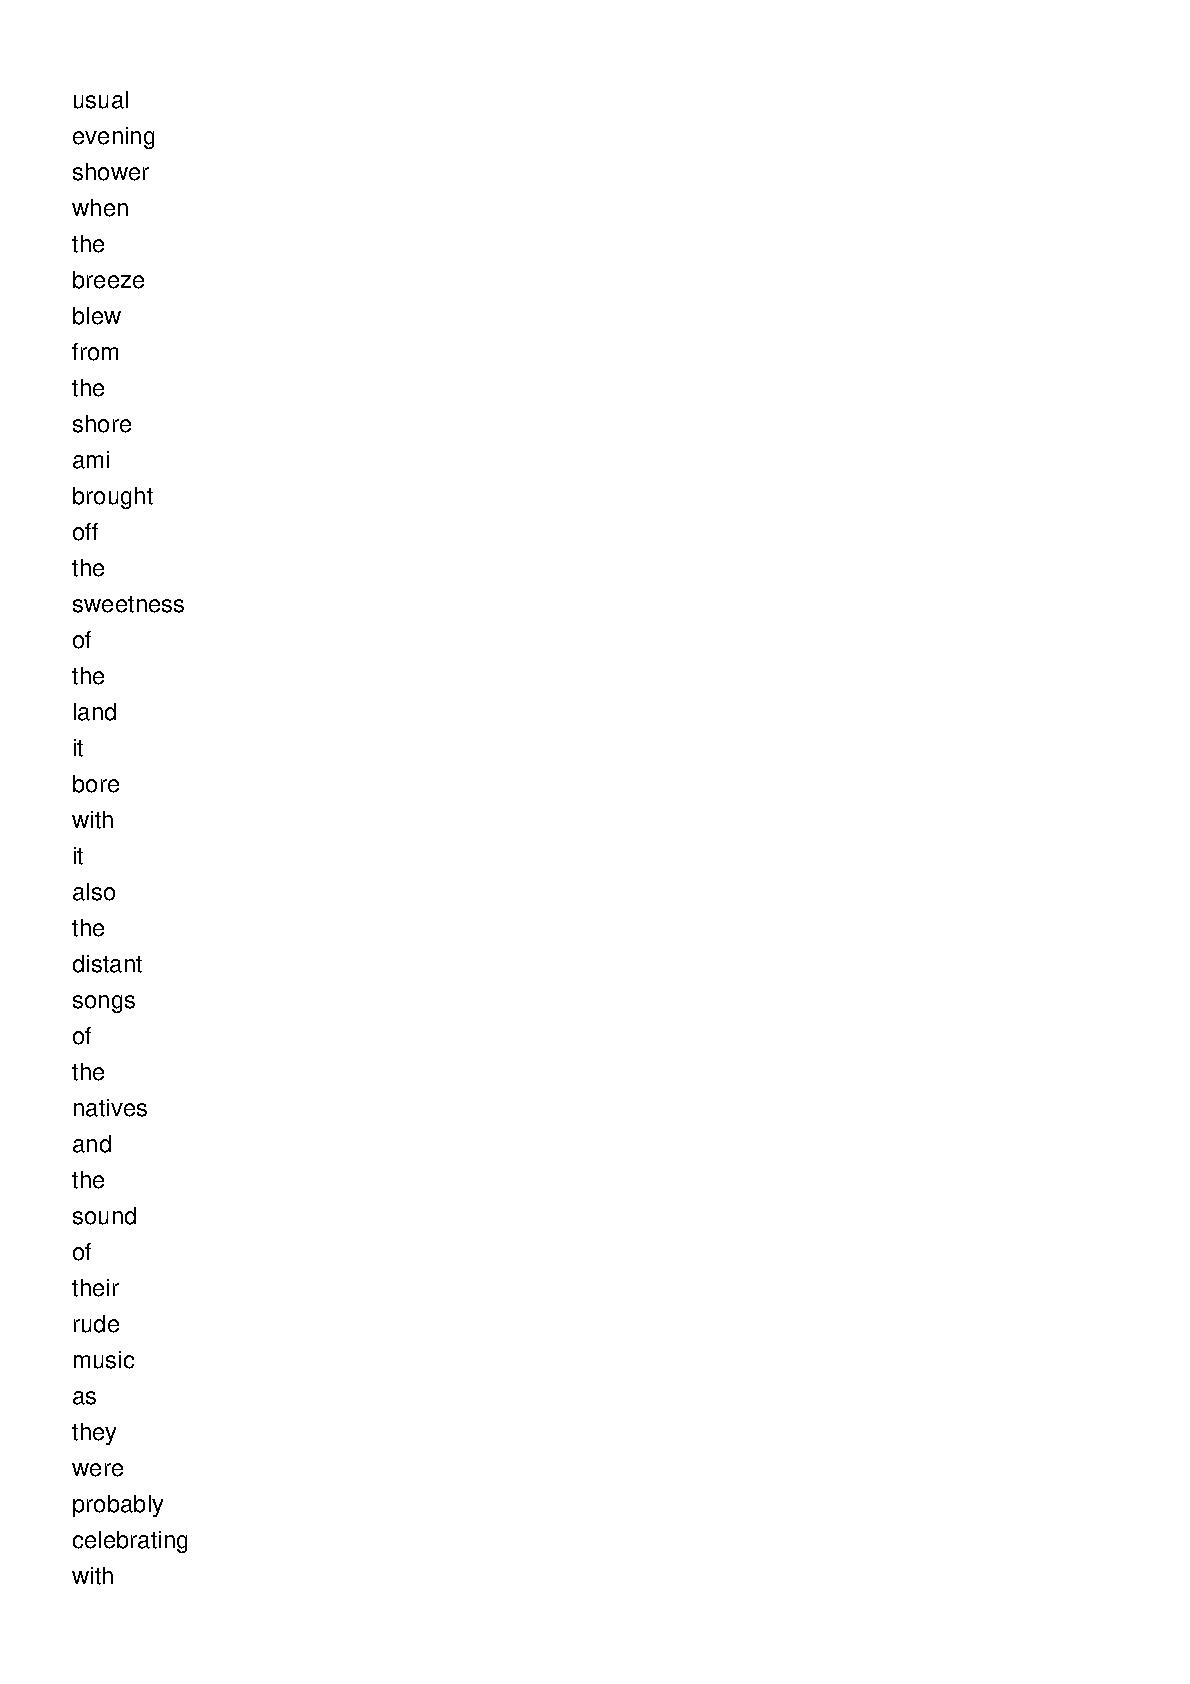 usual
evening
shower
when
the
breeze
blew
from
the
shore
ami
brought
off
the
sweetness
of
the
land
it
bore
with
it
also
the
distant
songs
of
the
natives
and
the
sound
of
their
rude
music
as
they
were
probably
celebrating
with